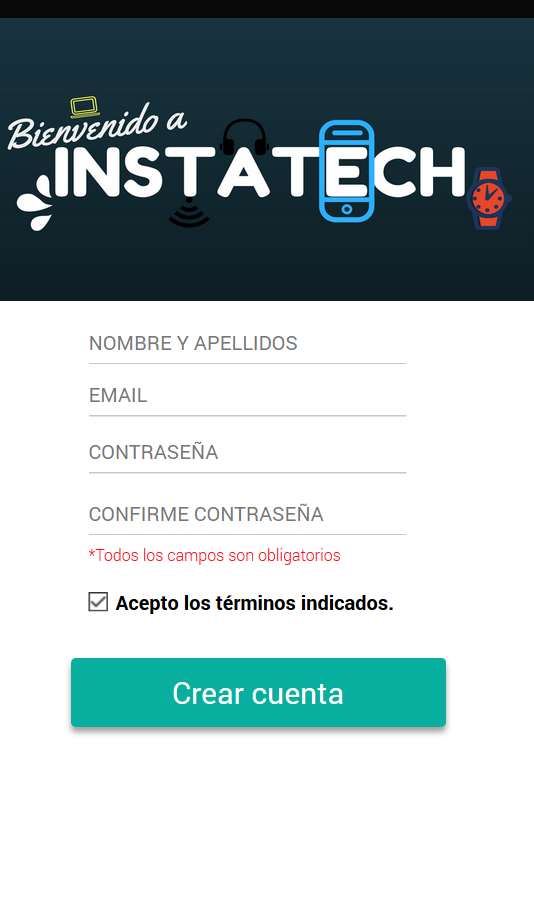 Bienvenido a
INSTATECH
NOMBRE Y APELLIDOS
EMAIL
CONTRASEÑA
CONFIRME CONTRASEÑA
*Todos los campos son obligatorios
Acepto los términos indicados.
Crear cuenta